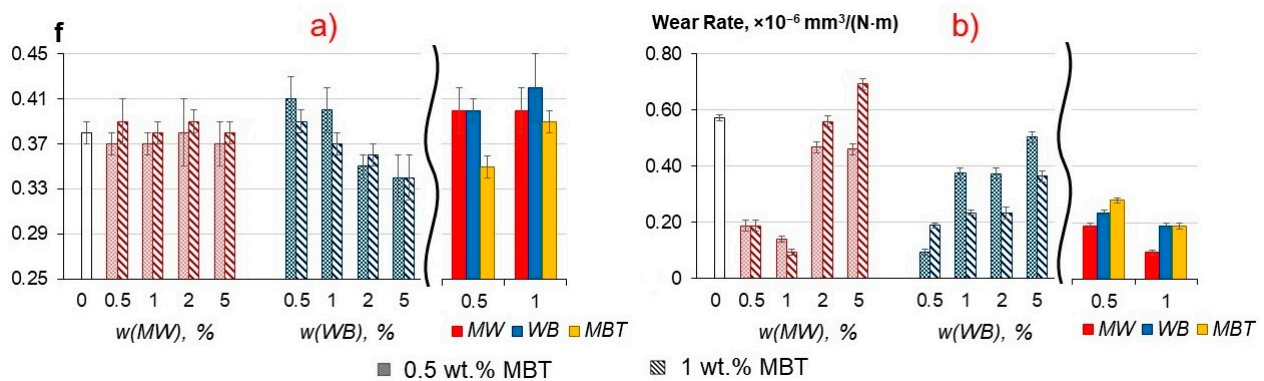 f
a)
0.45
0.41
0.37
0.33
0.29
0.25
0 0.5 1 2 5 0.5 1 2 5 0.5 1
w(MW), % w(WB), % MW WB MBT
Wear Rate, ×10⁻⁶ mm³/(N·m)
b)
0.80
0.60
0.40
0.20
0
0 0.5 1 2 5 0.5 1 2 5 0.5 1
w(MW), % w(WB), % MW WB MBT
0.5 wt.% MBT 1 wt.% MBT